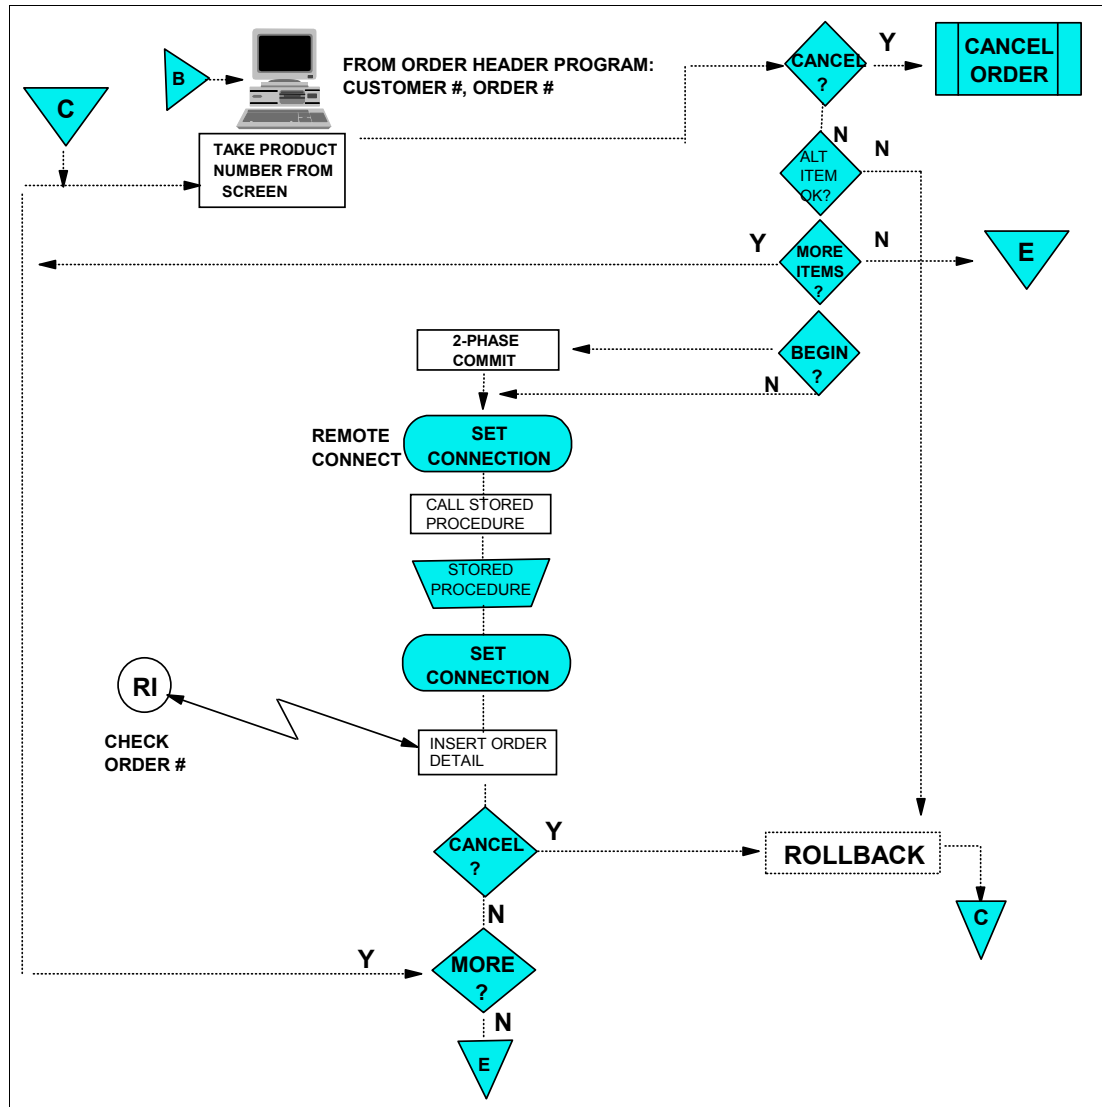 B
C
FROM ORDER HEADER PROGRAM:
CUSTOMER #, ORDER #
CANCEL
?
Y
CANCEL
ORDER
TAKE PRODUCT
NUMBER FROM
SCREEN
N
ALT
ITEM
OK?
N
Y
MORE
ITEMS
?
N
E
2-PHASE
COMMIT
BEGIN
?
N
REMOTE
CONNECT
SET
CONNECTION
CALL STORED
PROCEDURE
STORED
PROCEDURE
SET
CONNECTION
RI
CHECK
ORDER #
INSERT ORDER
DETAIL
CANCEL
?
Y
ROLLBACK
C
N
Y
MORE
?
N
E